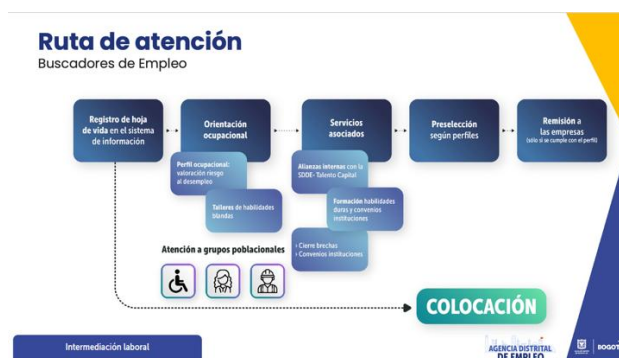 Ruta de atención
Buscadores de Empleo
Registro de hoja
de vida en el sistema
de información
Orientación
ocupacional
Servicios
asociados
Preselección
según perfiles
Remisión a
las empresas
(sólo si se cumple con el perfil)
Perfil ocupacional:
valoración riesgo
al desempleo
Talleres de habilidades
blandas
Alianzas internas con la
SDDE- Talento Capital
Formación habilidades
duras y convenios
instituciones
› Cierre brechas
› Convenios instituciones
Atención a grupos poblacionales
COLOCACIÓN
Intermediación laboral
AGENCIA DISTRITAL
DE EMPLEO
BOGOT